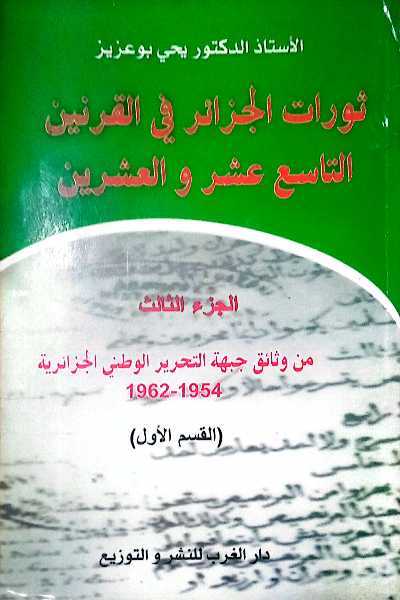 الأستاذ الدكتور يحي بوعزيز
ثورات الجزائر في القرنين
التاسع عشر و العشرين
الجزء الثالث
من وثائق جبهة التحرير الوطني الجزائرية
1962-1954
(القسم الأول)
دار الغرب للنشر و التوزيع